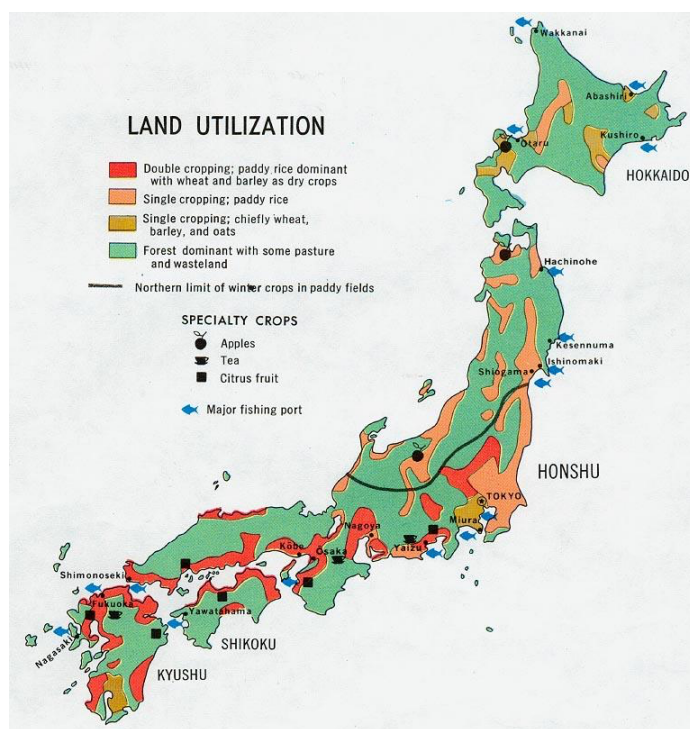 LAND UTILIZATION
Double cropping; paddy rice dominant
with wheat and barley as dry crops
Single cropping; paddy rice
Single cropping; chiefly wheat,
barley, and oats
Forest dominant with some pasture
and wasteland
Northern limit of winter crops in paddy fields
SPECIALTY CROPS
Apples
Tea
Citrus fruit
Major fishing port
Wakkanai
Abashiri
Kushiro
Otaru
HOKKAIDO
Hachinohe
Kesennuma
Ishinomaki
Shiogama
HONSHU
TOKYO
Miura
Nagoya
Yaizu
Kōbe
Ōsaka
Shimonoseki
Fukuoka
Yawatahama
SHIKOKU
Nagasaki
KYUSHU